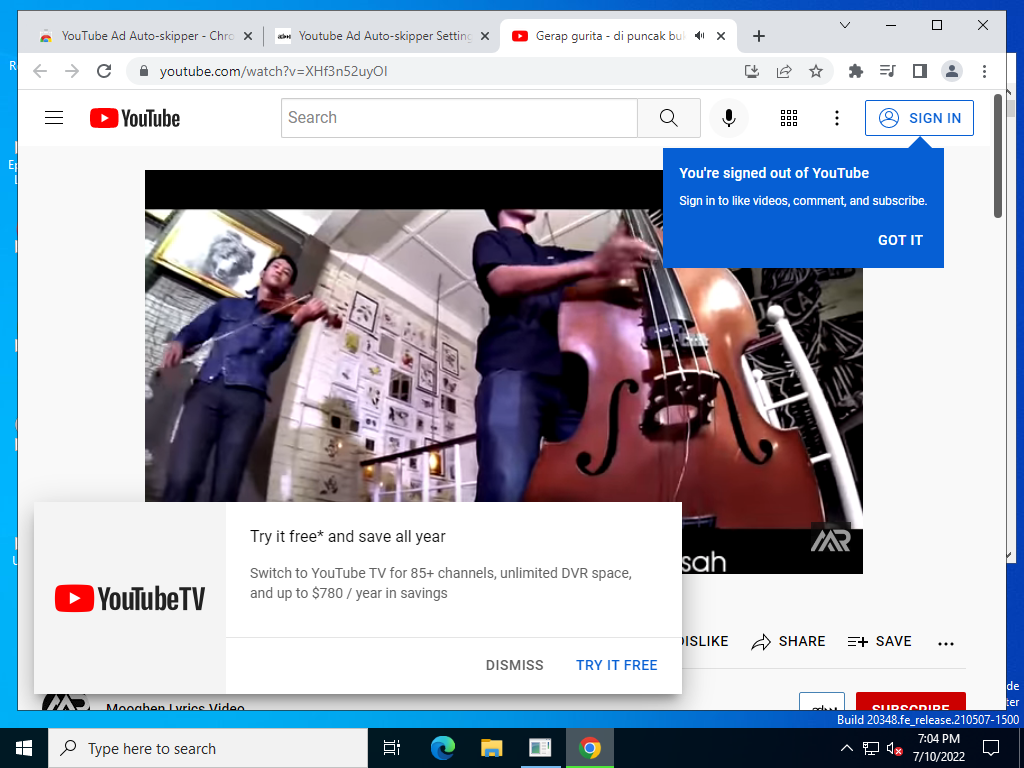 YouTube Ad Auto-skipper - Chro
Youtube Ad Auto-skipper Setting
Gerap gurita - di puncak buk
youtube.com/watch?v=XHf3n52uyOI
YouTube
Search
SIGN IN
You're signed out of YouTube
Sign in to like videos, comment, and subscribe.
GOT IT
MR
sah
YouTubeTV
Try it free* and save all year
Switch to YouTube TV for 85+ channels, unlimited DVR space,
and up to $780 / year in savings
DISMISS
TRY IT FREE
DISLIKE
SHARE
SAVE
Mooghen Lyrics Video
SUBSCRIBE
Build 20348.fe_release.210507-1500
Type here to search
7:04 PM
7/10/2022